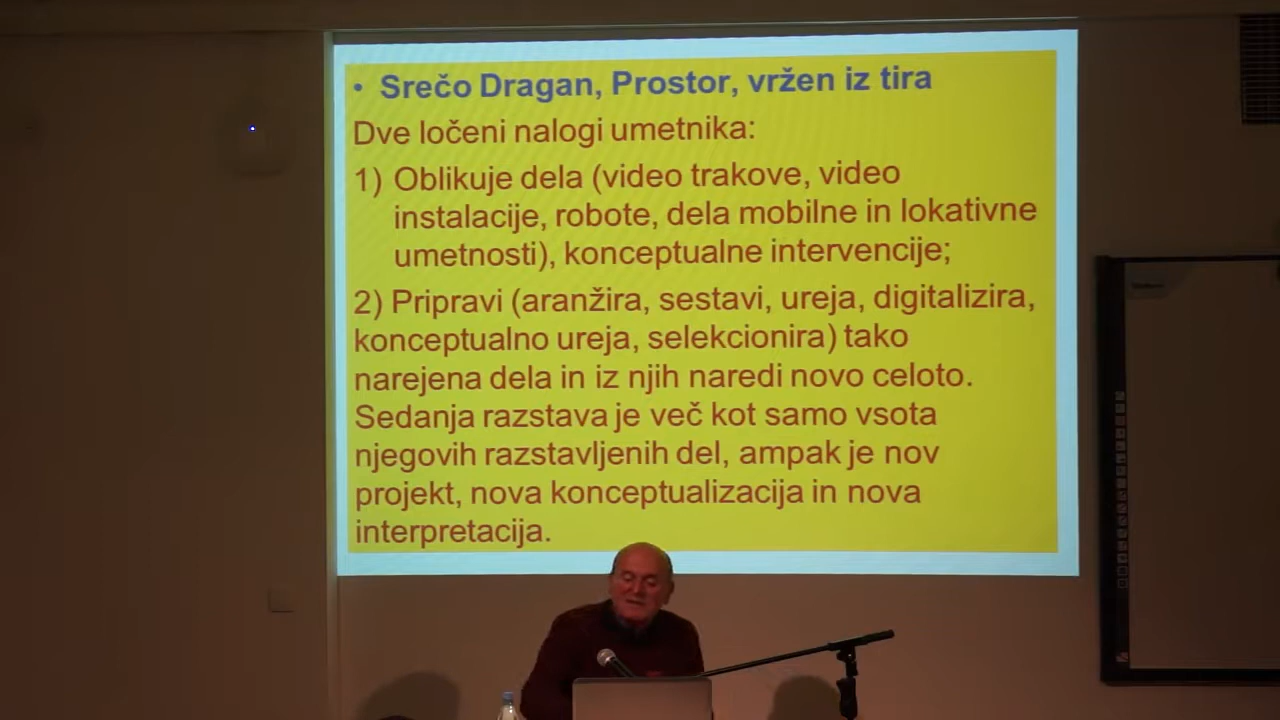 • Srečo Dragan, Prostor, vržen iz tira
Dve ločeni nalogi umetnika:
1) Oblikuje dela (video trakove, video
instalacije, robote, dela mobilne in lokativne
umetnosti), konceptualne intervencije;
2) Pripravi (aranžira, sestavi, ureja, digitalizira,
konceptualno ureja, selekcionira) tako
narejena dela in iz njih naredi novo celoto.
Sedanja razstava je več kot samo vsota
njegovih razstavljenih del, ampak je nov
projekt, nova konceptualizacija in nova
interpretacija.